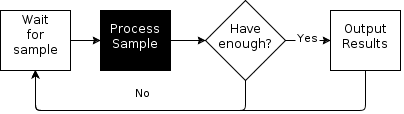 Wait
for
sample
Process
Sample
Have
enough?
Yes
Output
Results
No